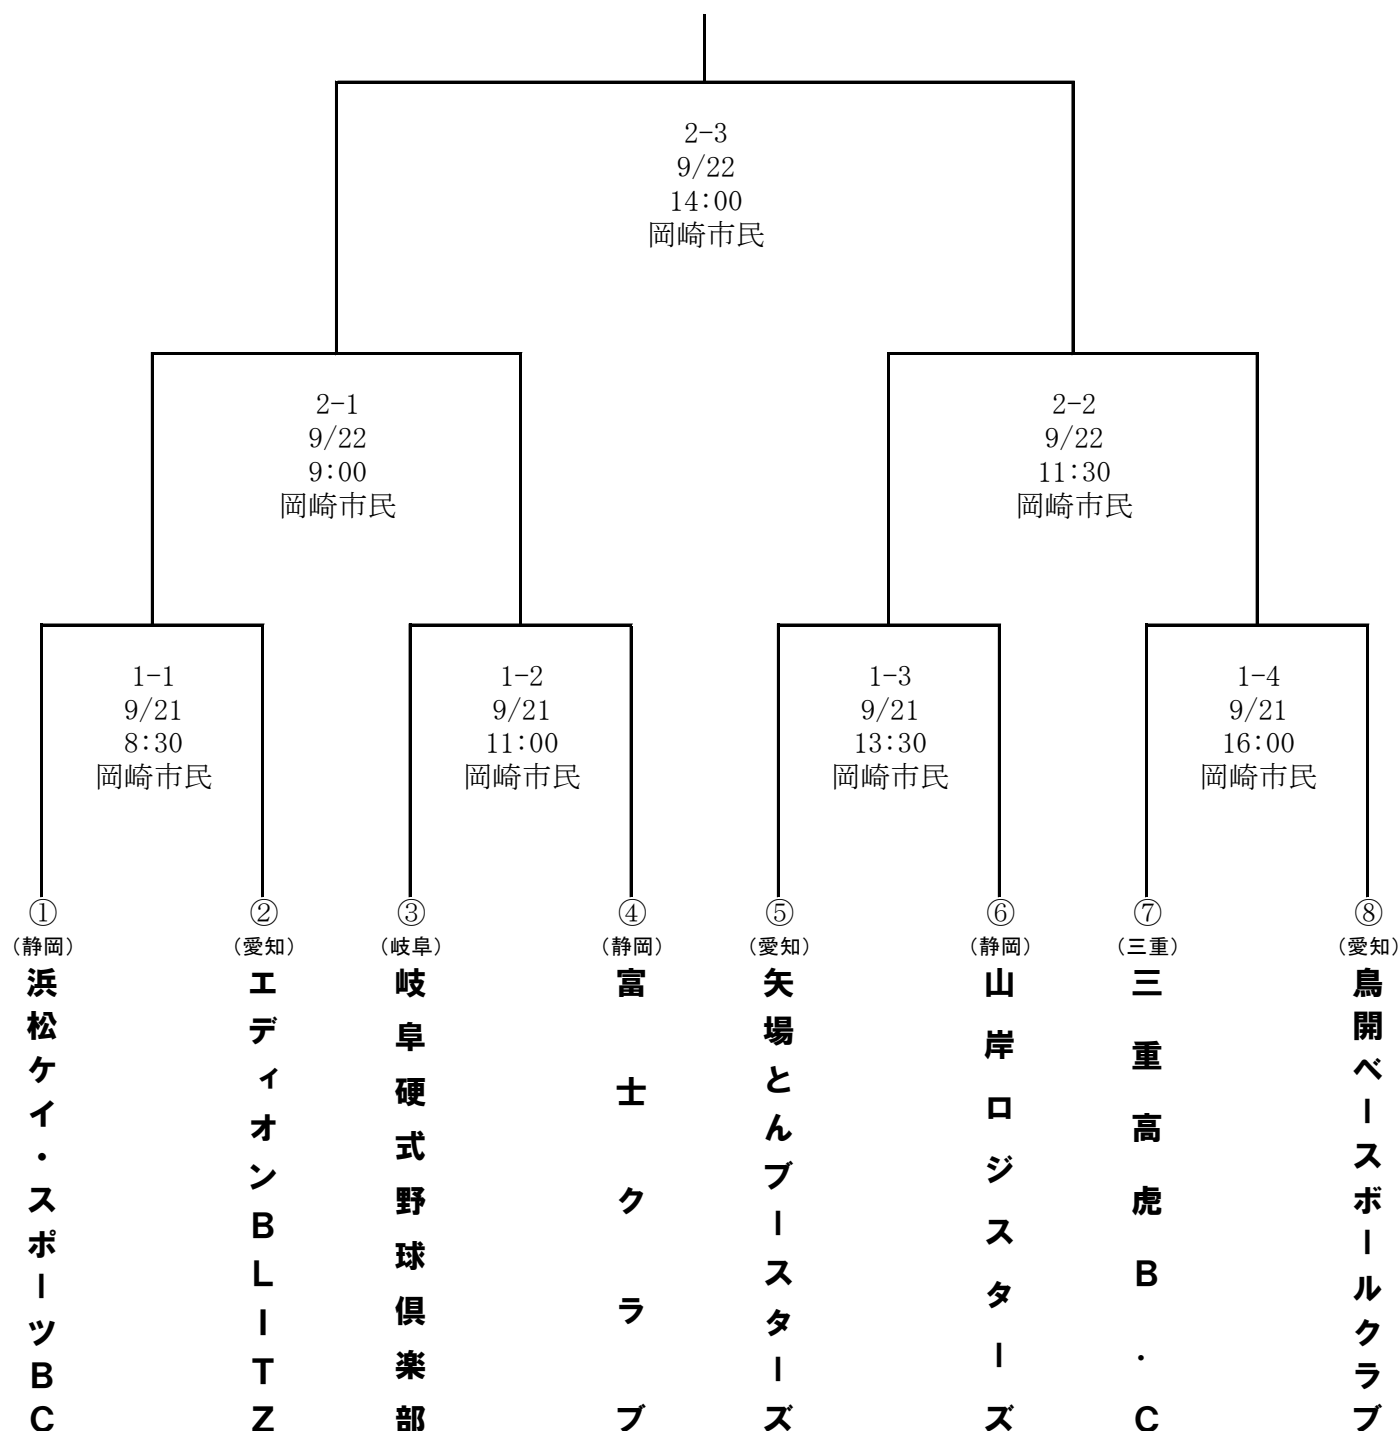 2-3
9/22
14:00
岡崎市民
2-1
9/22
9:00
岡崎市民
2-2
9/22
11:30
岡崎市民
1-1
9/21
8:30
岡崎市民
1-2
9/21
11:00
岡崎市民
1-3
9/21
13:30
岡崎市民
1-4
9/21
16:00
岡崎市民
①
（静岡）
浜松ケイ・スポーツBC
②
（愛知）
エディオンBLITZ
③
（岐阜）
岐阜硬式野球倶楽部
④
（静岡）
富士クラブ
⑤
（愛知）
矢場とんブースターズ
⑥
（静岡）
山岸ロジスターズ
⑦
（三重）
三重高虎B.C
⑧
（愛知）
鳥開ベースボールクラブ